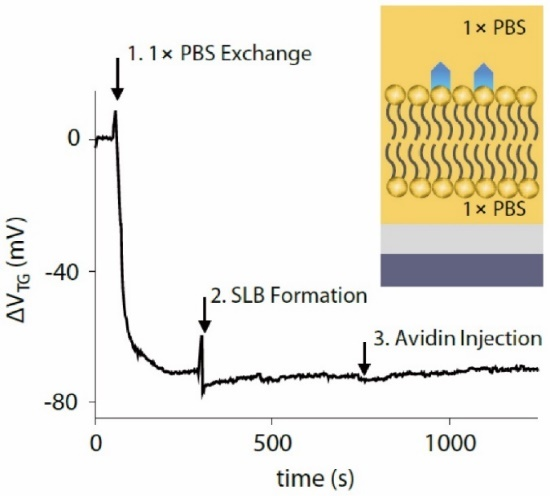 1. 1× PBS Exchange
1× PBS
0
1× PBS
-40
ΔV_TG (mV)
2. SLB Formation
3. Avidin Injection
-80
0
500
1000
time (s)